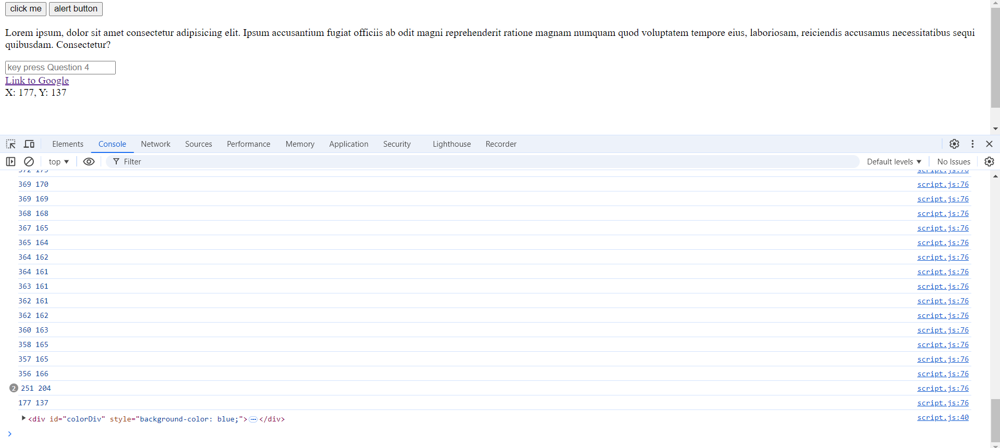 click me alert button
Lorem ipsum, dolor sit amet consectetur adipisicing elit. Ipsum accusantium fugiat officiis ab odit magni reprehenderit ratione magnam numquam quod voluptatem tempore eius, laboriosam, reiciendis accusamus necessitatibus sequi
quibusdam. Consectetur?
key press Question 4
Link to Google
X: 177, Y: 137
Elements Console Network Sources Performance Memory Application Security Lighthouse Recorder
top Filter Default levels No Issues
369 170 script.js:76
369 169 script.js:76
368 168 script.js:76
367 165 script.js:76
365 164 script.js:76
364 162 script.js:76
364 161 script.js:76
363 161 script.js:76
362 161 script.js:76
362 162 script.js:76
360 163 script.js:76
358 165 script.js:76
357 165 script.js:76
356 166 script.js:76
2 251 204 script.js:76
177 137 script.js:76
<div id="colorDiv" style="background-color: blue;">…</div> script.js:40